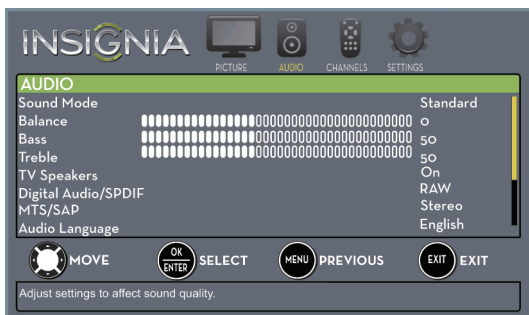 INSIGNIA
PICTURE AUDIO CHANNELS SETTINGS
AUDIO
Sound Mode Standard
Balance 0
Bass 50
Treble 50
TV Speakers On
Digital Audio/SPDIF RAW
MTS/SAP Stereo
Audio Language English
MOVE OK ENTER SELECT MENU PREVIOUS EXIT EXIT
Adjust settings to affect sound quality.